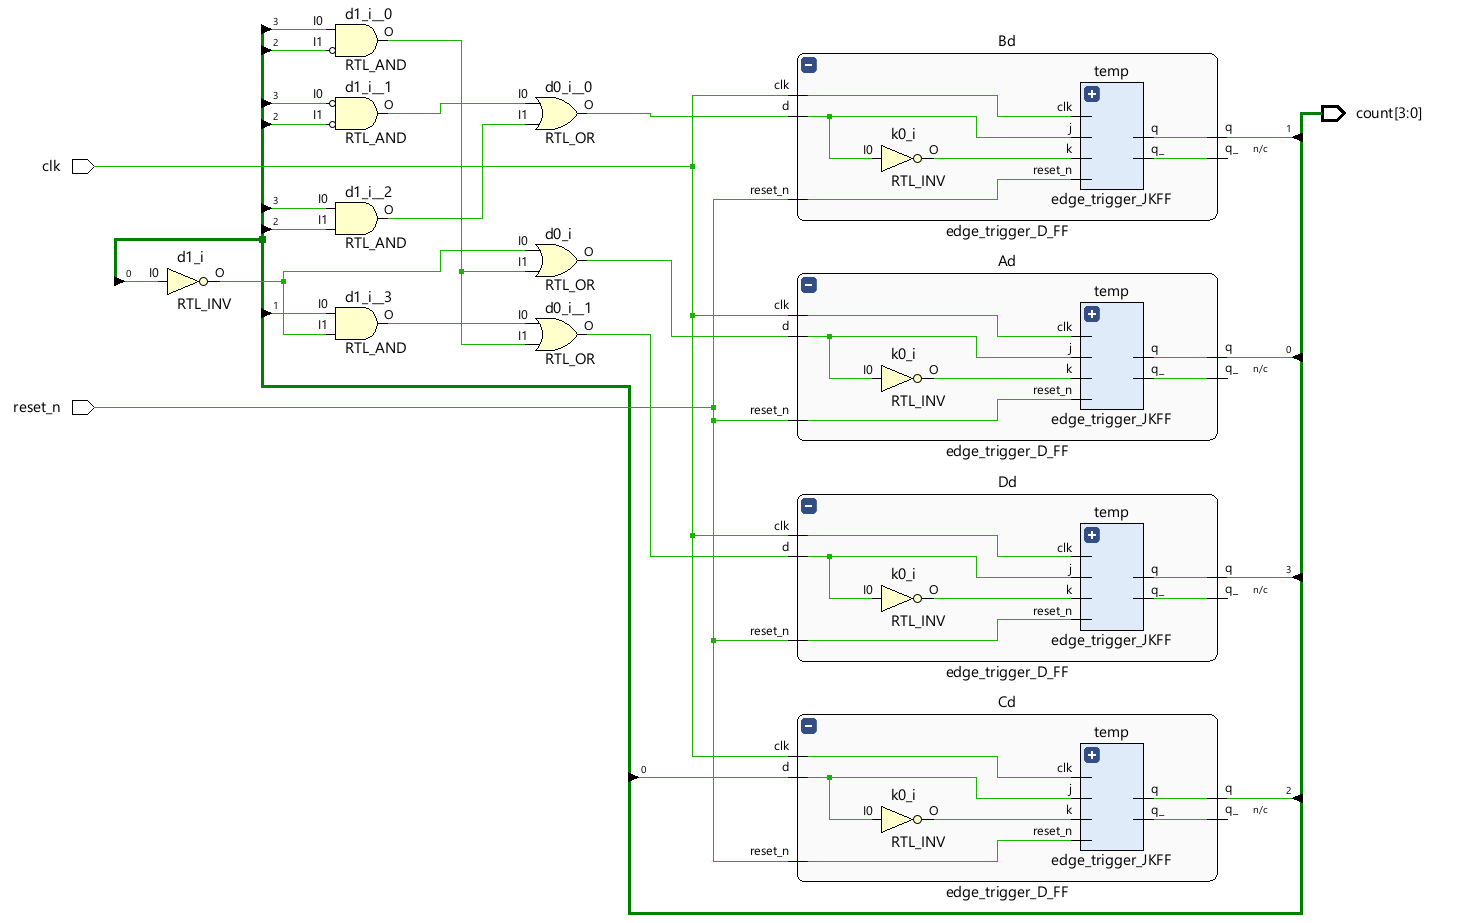 d1_i__0
3 I0 O
2 I1
RTL_AND
d1_i__1
3 I0 O
2 I1
RTL_AND
d0_i__0
I0 O
I1
RTL_OR
clk
d1_i__2
3 I0 O
2 I1
RTL_AND
d1_i
0 I0 O
RTL_INV
d0_i
I0 O
I1
RTL_OR
d1_i__3
1 I0 O
I1
RTL_AND
d0_i__1
I0 O
I1
RTL_OR
reset_n
Bd
temp
clk
d
clk
j
k0_i
I0 O
k
RTL_INV
reset_n
reset_n
q q 1
q_ q_ n/c
edge_trigger_JKFF
edge_trigger_D_FF
count[3:0]
Ad
temp
clk
d
clk
j
k0_i
I0 O
k
RTL_INV
reset_n
reset_n
q q 0
q_ q_ n/c
edge_trigger_JKFF
edge_trigger_D_FF
Dd
temp
clk
d
clk
j
k0_i
I0 O
k
RTL_INV
reset_n
reset_n
q q 3
q_ q_ n/c
edge_trigger_JKFF
edge_trigger_D_FF
Cd
temp
clk
0 d
clk
j
k0_i
I0 O
k
RTL_INV
reset_n
reset_n
q q 2
q_ q_ n/c
edge_trigger_JKFF
edge_trigger_D_FF